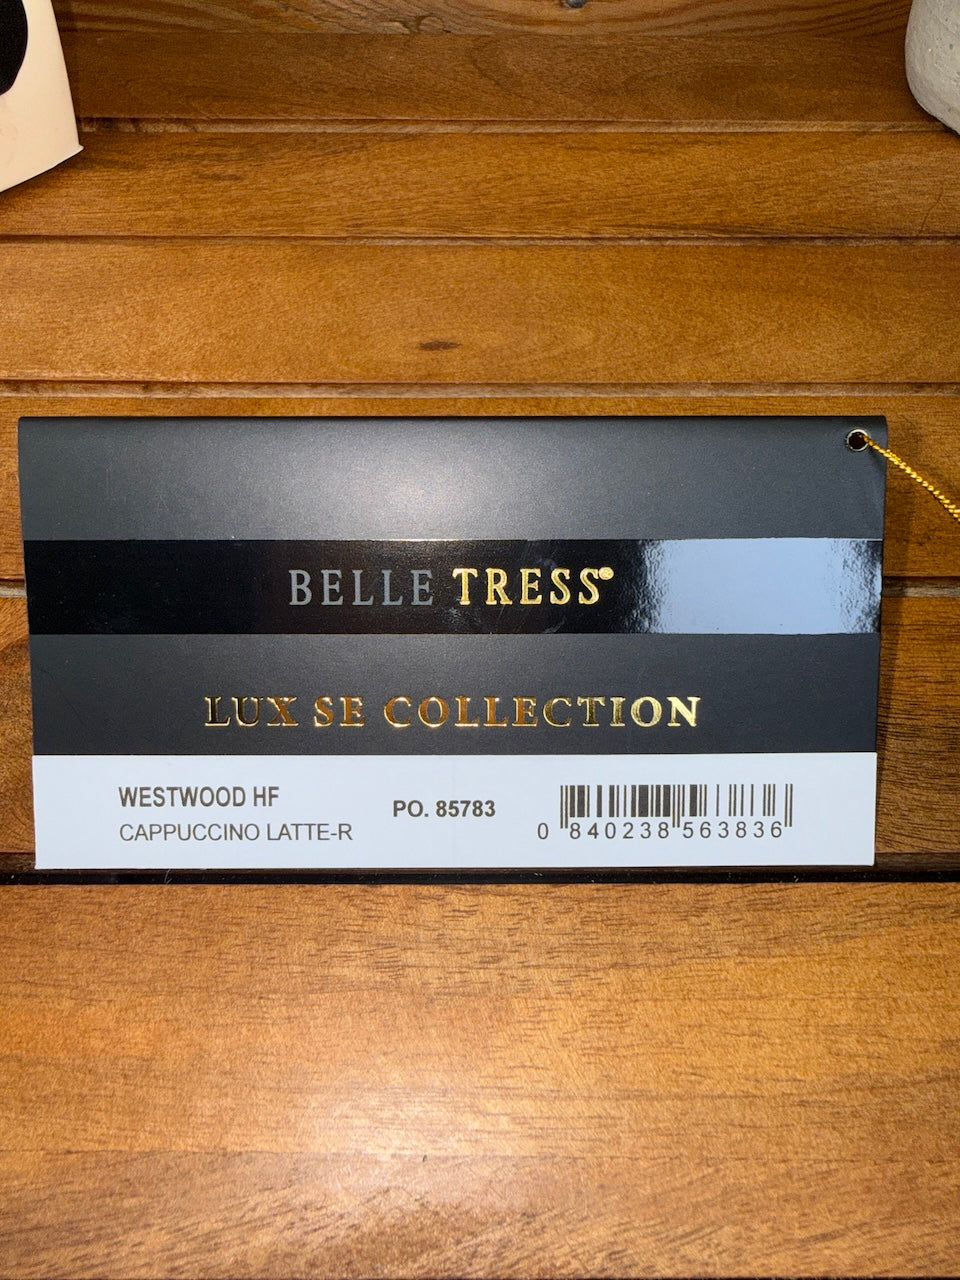 BELLE TRESS®
LUX SE COLLECTION
WESTWOOD HF
CAPPUCCINO LATTE-R
PO. 85783
0 840238 563836